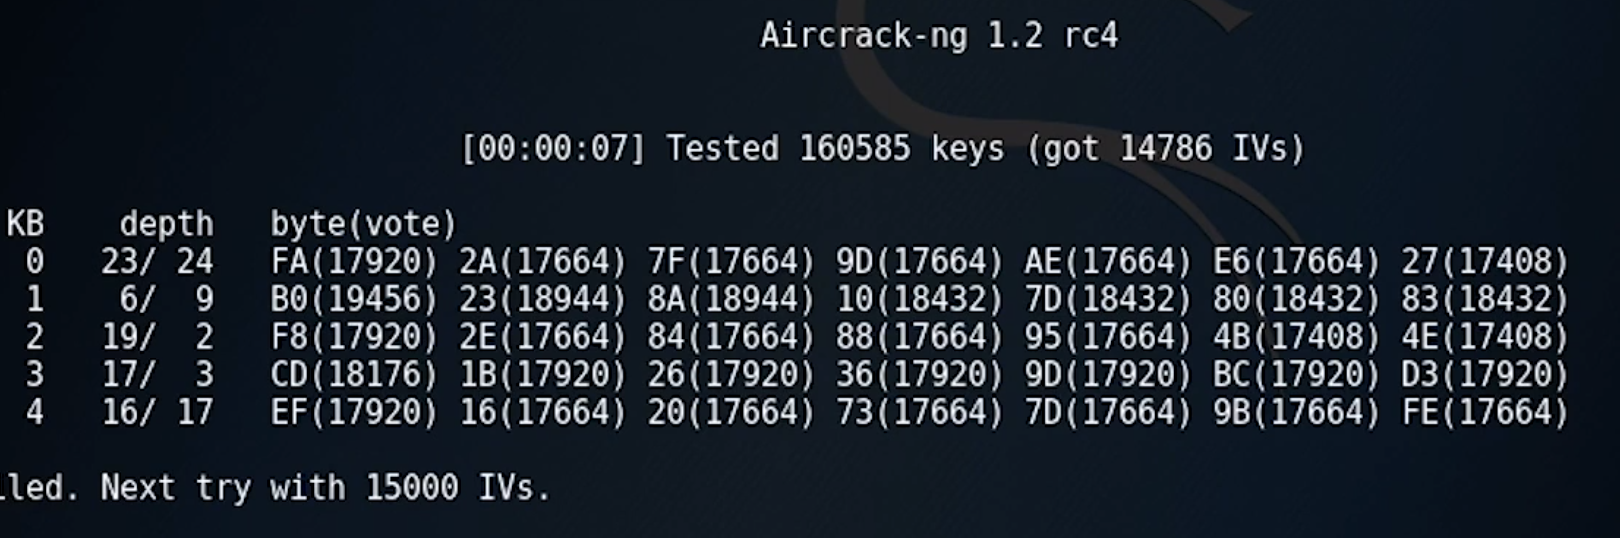 Aircrack-ng 1.2 rc4
[00:00:07] Tested 160585 keys (got 14786 IVs)
KB depth byte(vote)
0 23/ 24 FA(17920) 2A(17664) 7F(17664) 9D(17664) AE(17664) E6(17664) 27(17408)
1 6/ 9 B0(19456) 23(18944) 8A(18944) 10(18432) 7D(18432) 80(18432) 83(18432)
2 19/ 2 F8(17920) 2E(17664) 84(17664) 88(17664) 95(17664) 4B(17408) 4E(17408)
3 17/ 3 CD(18176) 1B(17920) 26(17920) 36(17920) 9D(17920) BC(17920) D3(17920)
4 16/ 17 EF(17920) 16(17664) 20(17664) 73(17664) 7D(17664) 9B(17664) FE(17664)
led. Next try with 15000 IVs.